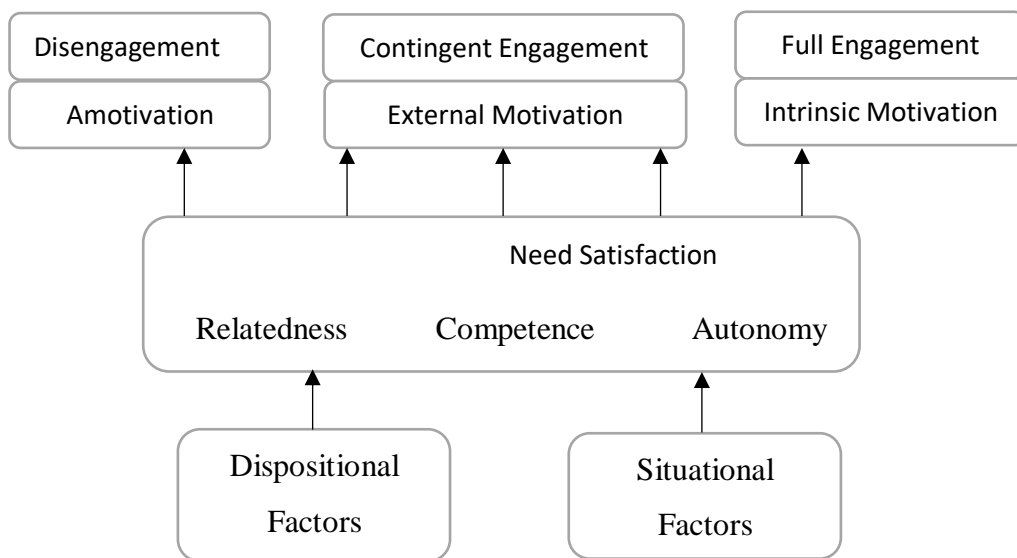 Disengagement
Contingent Engagement
Full Engagement
Amotivation
External Motivation
Intrinsic Motivation
Need Satisfaction
Relatedness
Competence
Autonomy
Dispositional
Factors
Situational
Factors